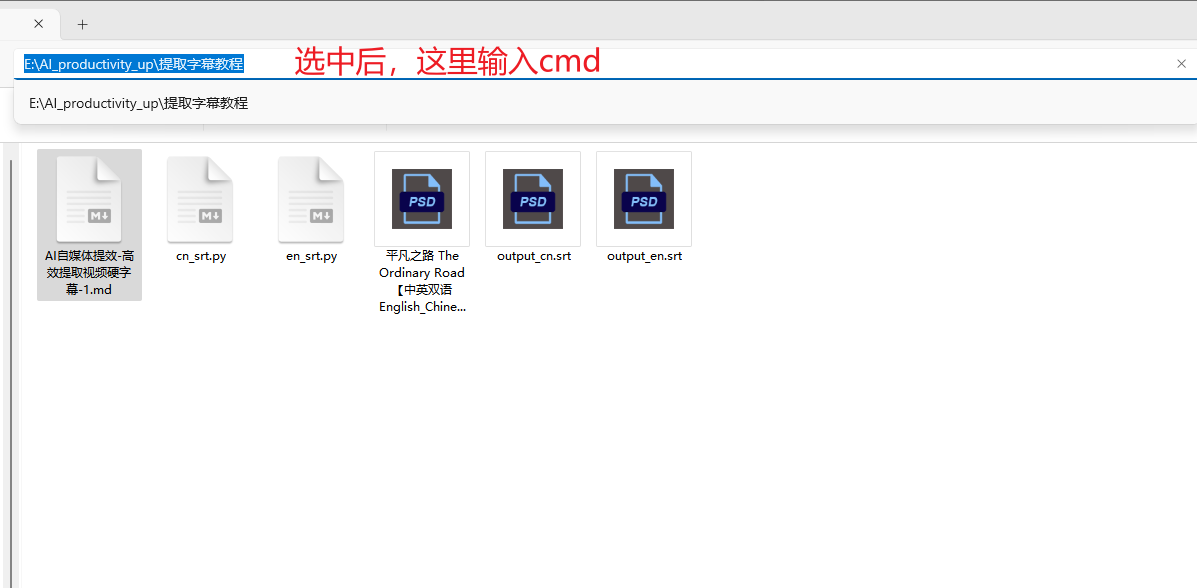 E:\AI_productivity_up\提取字幕教程
选中后，这里输入cmd
E:\AI_productivity_up\提取字幕教程
M↓
M↓
M↓
PSD
PSD
PSD
AI自媒体提效-高
效提取视频硬字
幕-1.md
cn_srt.py
en_srt.py
平凡之路 The
Ordinary Road
【中英双语
English_Chine...
output_cn.srt
output_en.srt